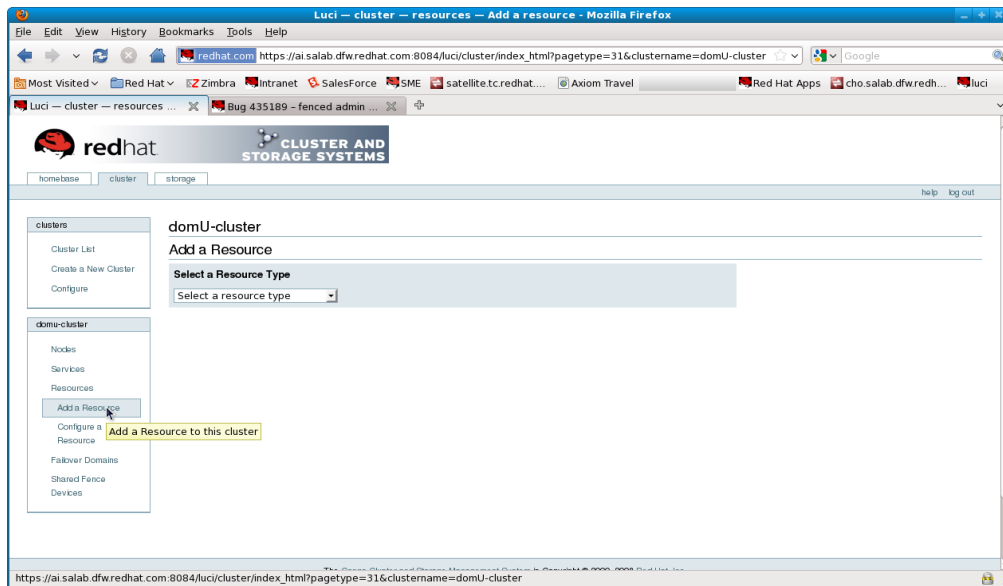 Luci — cluster — resources — Add a resource - Mozilla Firefox
File Edit View History Bookmarks Tools Help
redhat.com https://ai.salab.dfw.redhat.com:8084/luci/cluster/index_html?pagetype=31&clustername=domU-cluster
Google
Most Visited Red Hat Zimbra Intranet SalesForce SME satellite.tc.redhat.... Axiom Travel Red Hat Apps cho.salab.dfw.redh... luci
Luci — cluster — resources ... Bug 435189 – fenced admin ...
redhat. CLUSTER AND
STORAGE SYSTEMS
homebase cluster storage
help log out
clusters
Cluster List
Create a New Cluster
Configure
domu-cluster
Nodes
Services
Resources
Add a Resource
Configure a
Resource
Failover Domains
Shared Fence
Devices
Add a Resource to this cluster
domU-cluster
Add a Resource
Select a Resource Type
Select a resource type
https://ai.salab.dfw.redhat.com:8084/luci/cluster/index_html?pagetype=31&clustername=domU-cluster